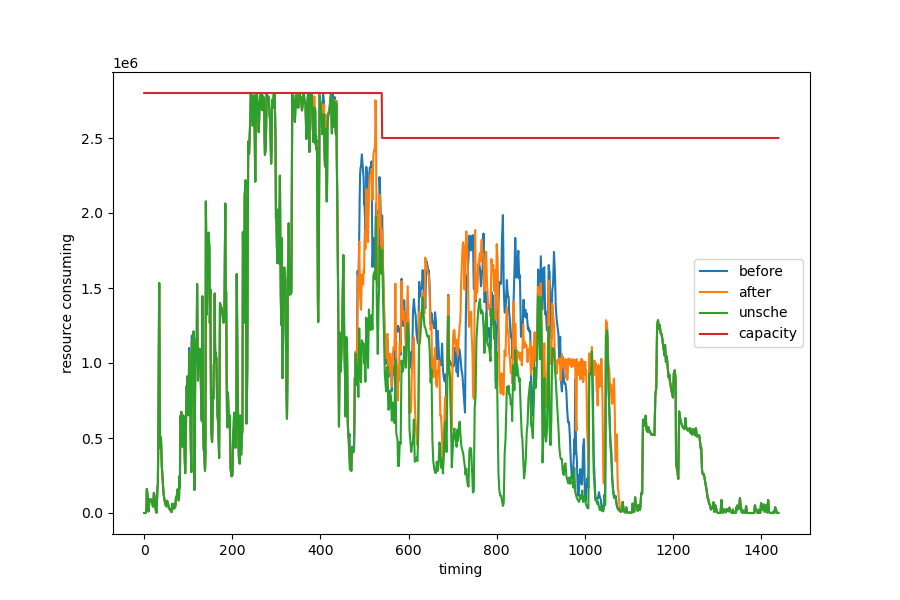 1e6
2.5
2.0
1.5
1.0
0.5
0.0
resource consuming
before
after
unsche
capacity
0 200 400 600 800 1000 1200 1400
timing